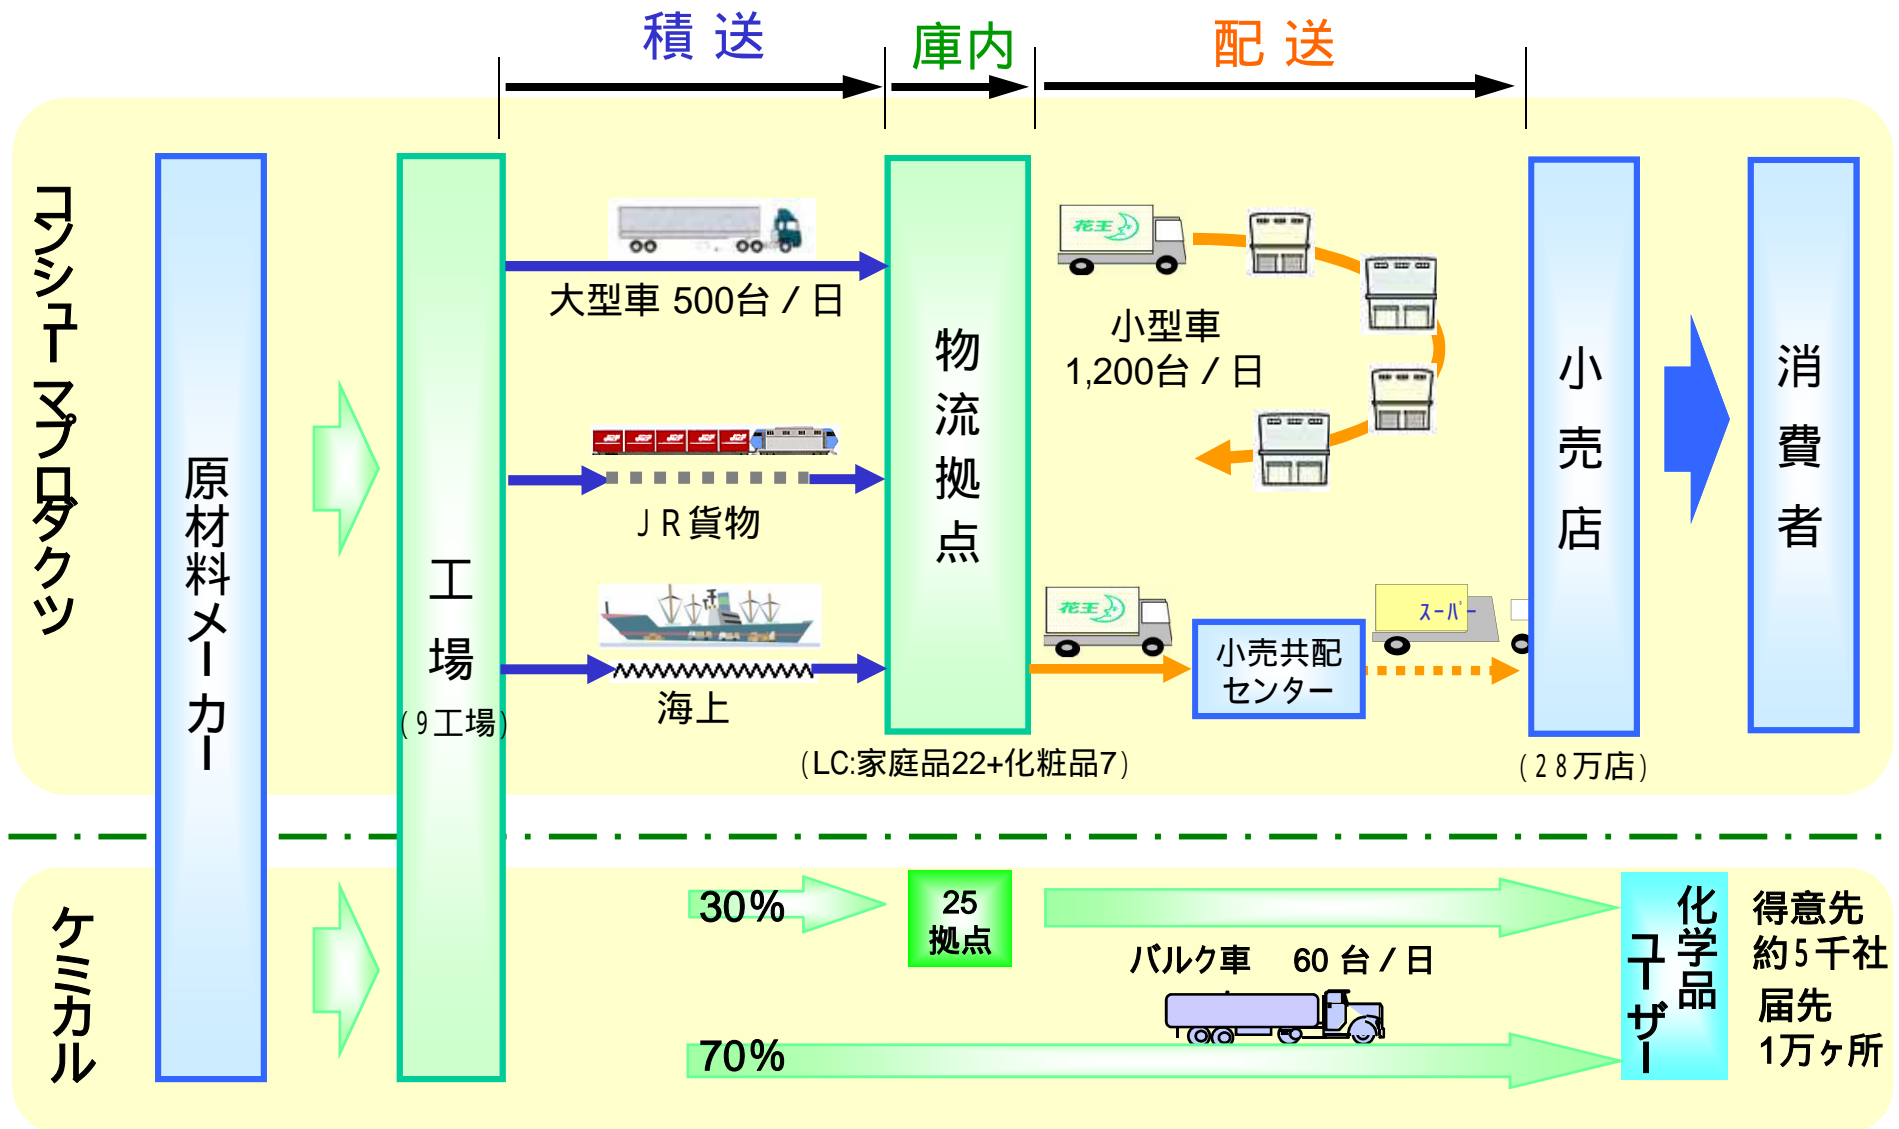 積送
庫内
配送
コンシューマプロダクツ
原材料メーカー
工場
(9工場)
大型車 500台/日
JR貨物
海上
物流拠点
(LC:家庭品22+化粧品7)
花王
小型車
1,200台/日
花王
小売共配
センター
スーパー
小売店
(28万店)
消費者
ケミカル
30%
25
拠点
バルク車 60台/日
70%
化学品
ユーザー
得意先
約5千社
届先
1万ヶ所